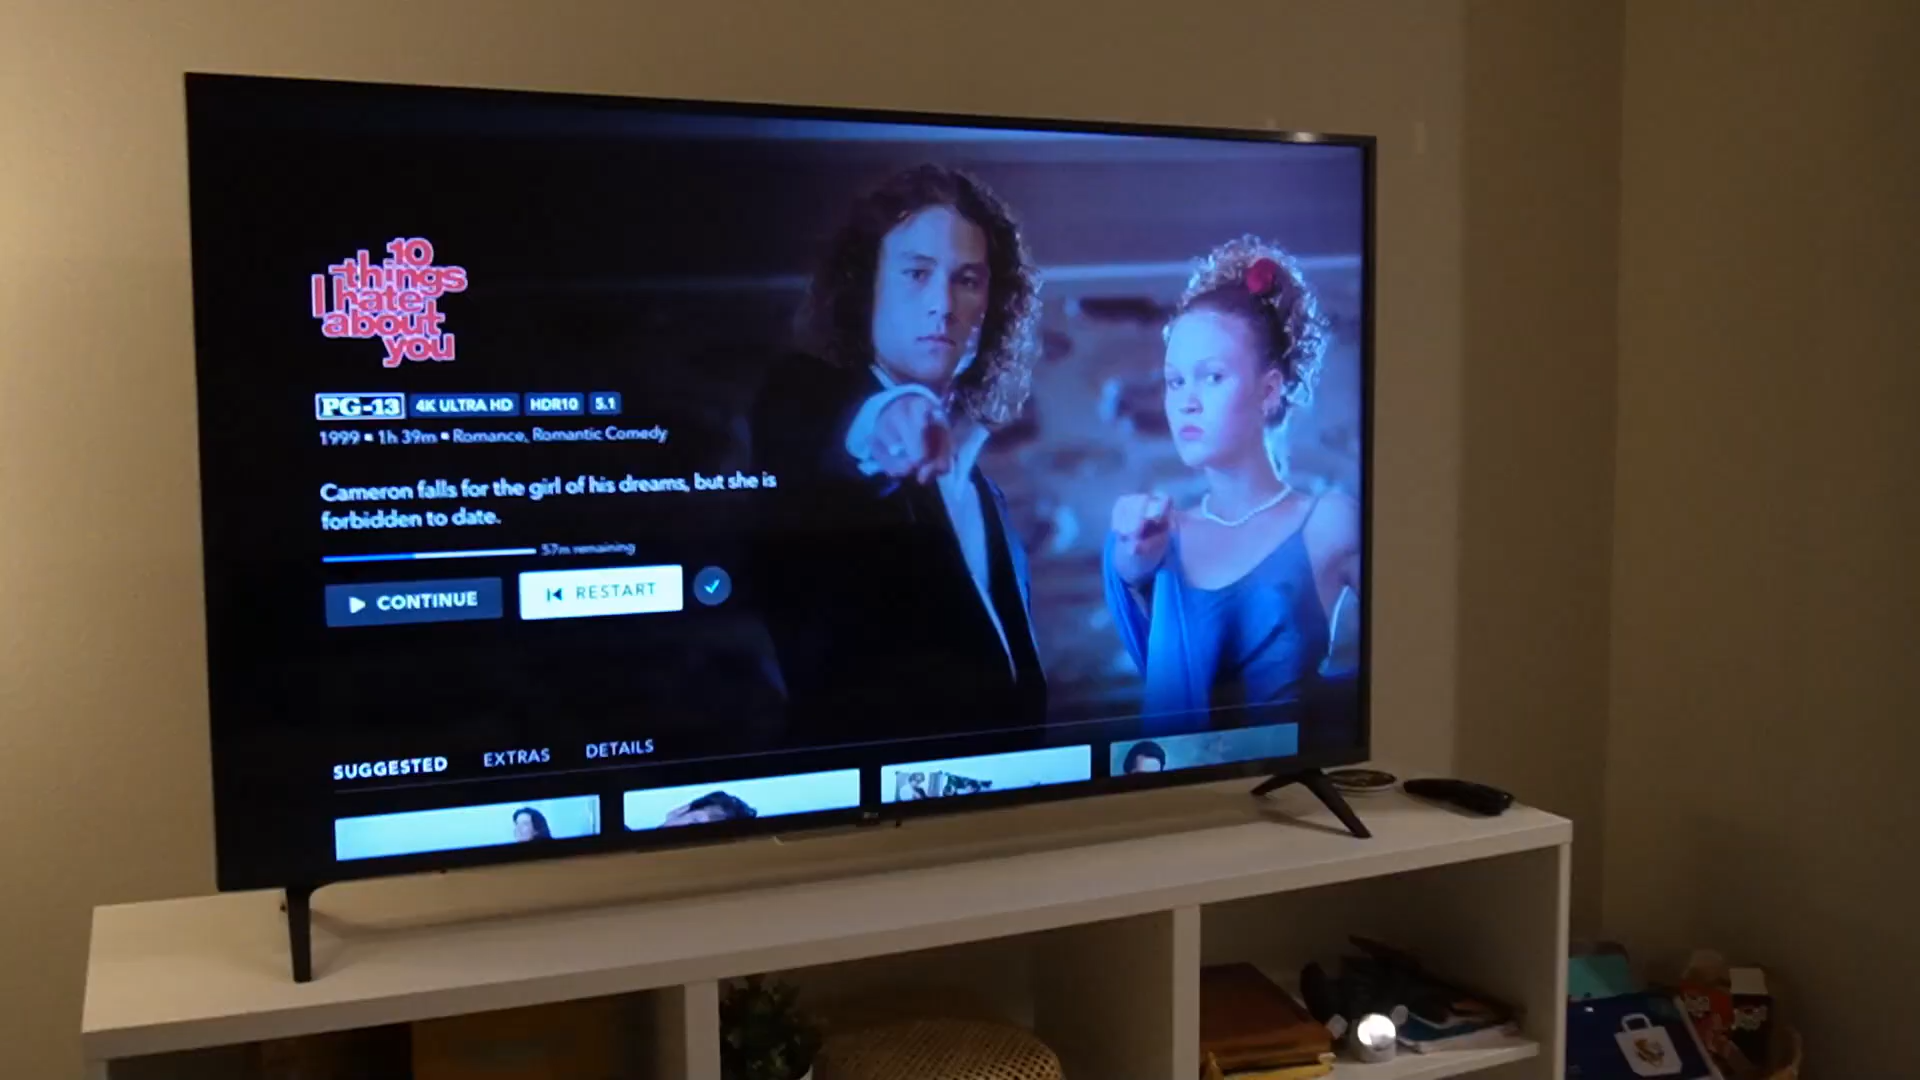 10
things
I hate
about
you
PG-13 4K ULTRA HD HDR10 5.1
1999 • 1h 39m • Romance, Romantic Comedy
Cameron falls for the girl of his dreams, but she is
forbidden to date.
57m remaining
CONTINUE RESTART
SUGGESTED EXTRAS DETAILS